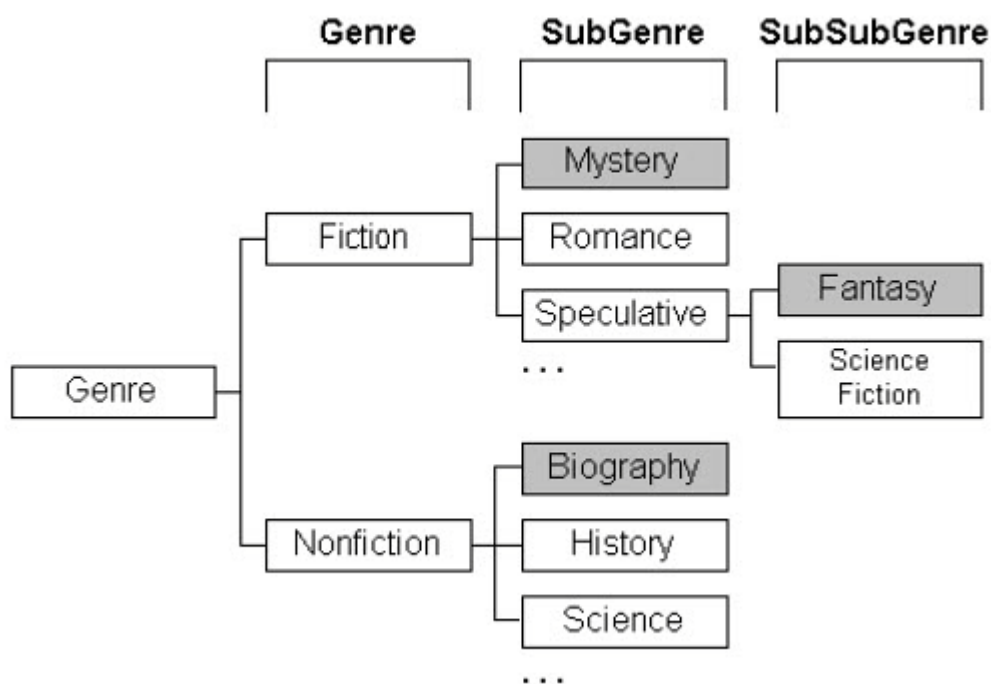 Genre SubGenre SubSubGenre
Mystery
Fiction Romance
Speculative Fantasy
. . .
Genre Science
Fiction
Biography
Nonfiction History
Science
. . .